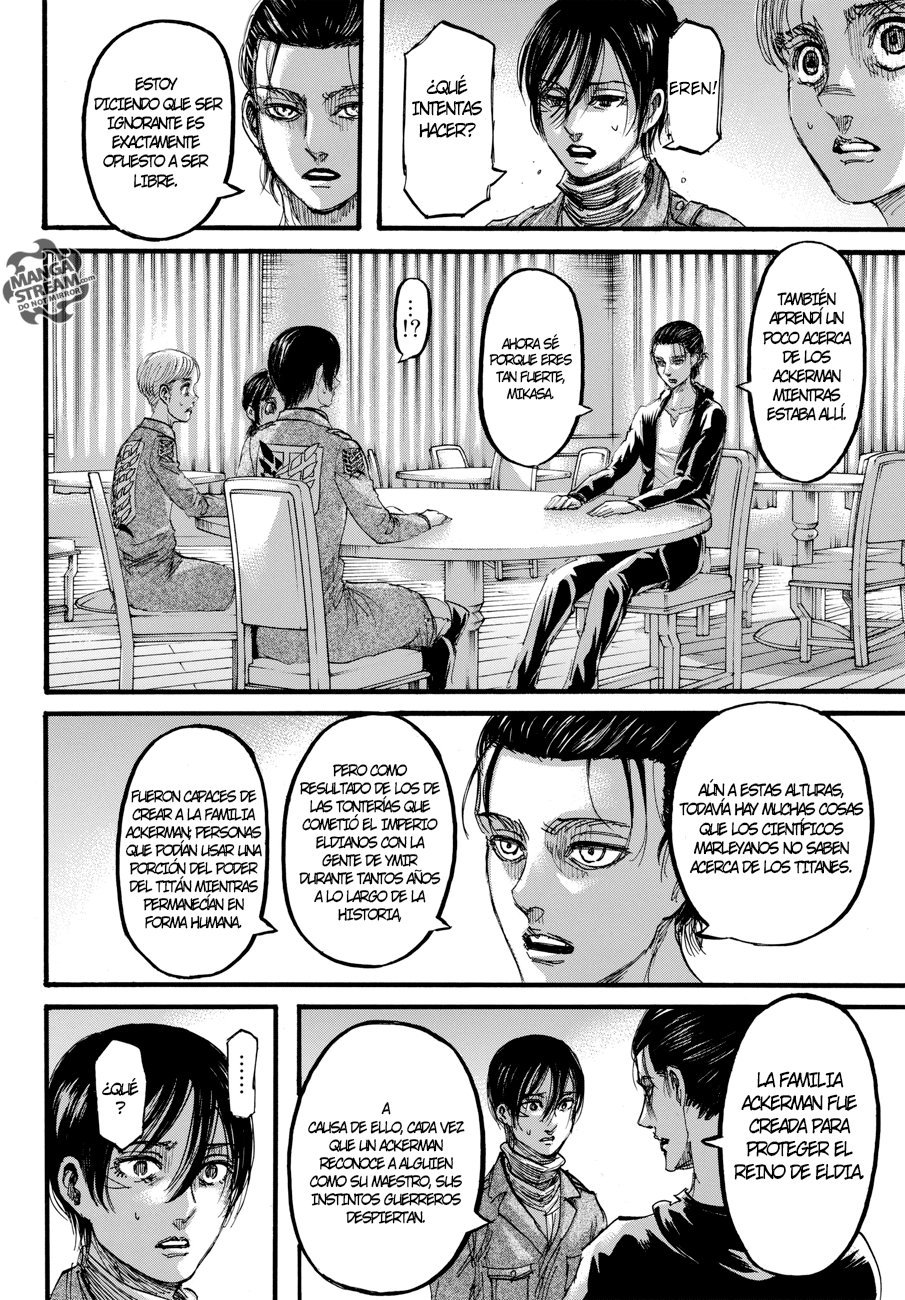 EREN!
¿QUÉ
INTENTAS
HACER?
ESTOY
DICIENDO QUE SER
IGNORANTE ES
EXACTAMENTE
OPUESTO A SER
LIBRE.
TAMBIÉN
APRENDÍ UN
POCO ACERCA
DE LOS
ACKERMAN
MIENTRAS
ESTABA ALLÍ.
AHORA SÉ
PORQUE ERES
TAN FUERTE,
MIKASA.
...
!?
MANGA
STREAM.com
DO NOT MIRROR
AÚN A ESTAS ALTURAS,
TODAVÍA HAY MUCHAS COSAS
QUE LOS CIENTÍFICOS
MARLEYANOS NO SABEN
ACERCA DE LOS TITANES.
PERO COMO
RESULTADO DE LOS DE
LAS TONTERÍAS QUE
COMETIÓ EL IMPERIO
ELDIANOS CON LA
GENTE DE YMIR
DURANTE TANTOS AÑOS
A LO LARGO DE LA
HISTORIA,
FUERON CAPACES DE
CREAR A LA FAMILIA
ACKERMAN; PERSONAS
QUE PODÍAN USAR UNA
PORCIÓN DEL PODER
DEL TITÁN MIENTRAS
PERMANECÍAN EN
FORMA HUMANA.
LA FAMILIA
ACKERMAN FUE
CREADA PARA
PROTEGER EL
REINO DE ELDIA.
A
CAUSA DE ELLO, CADA VEZ
QUE UN ACKERMAN
RECONOCE A ALGUIEN
COMO SU MAESTRO, SUS
INSTINTOS GUERREROS
DESPIERTAN.
......
¿QUÉ
?